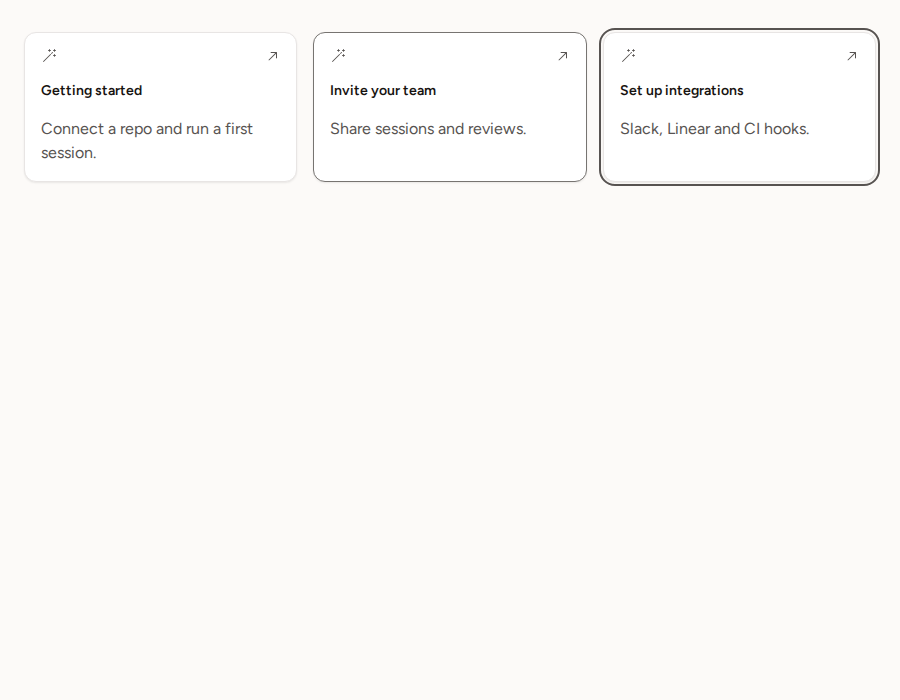 Getting started
Connect a repo and run a first
session.
Invite your team
Share sessions and reviews.
Set up integrations
Slack, Linear and CI hooks.